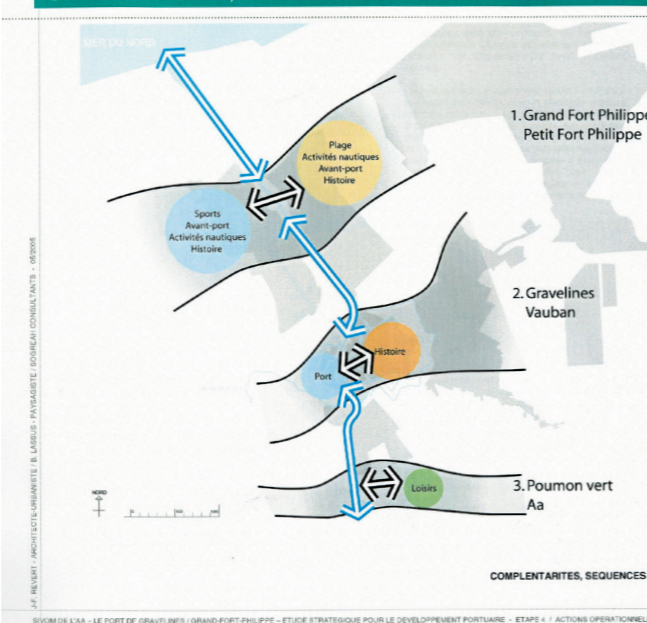 MER DU NORD
1. Grand Fort Philippe
Petit Fort Philippe
Plage
Activités nautiques
Avant-port
Histoire
Sports
Avant-port
Activités nautiques
Histoire
2. Gravelines
Vauban
Histoire
Port
Loisirs
3. Poumon vert
Aa
NORD
COMPLENTARITES, SEQUENCES
J-F. REVERT - ARCHITECTE-URBANISTE / B. LASSUS - PAYSAGISTE / SOGREAH CONSULTANTS - 05/2005
SIVOM DE L'AA - LE PORT DE GRAVELINES / GRAND-FORT-PHILIPPE - ETUDE STRATEGIQUE POUR LE DEVELOPPEMENT PORTUAIRE - ETAPE 4 / ACTIONS OPERATIONNEL